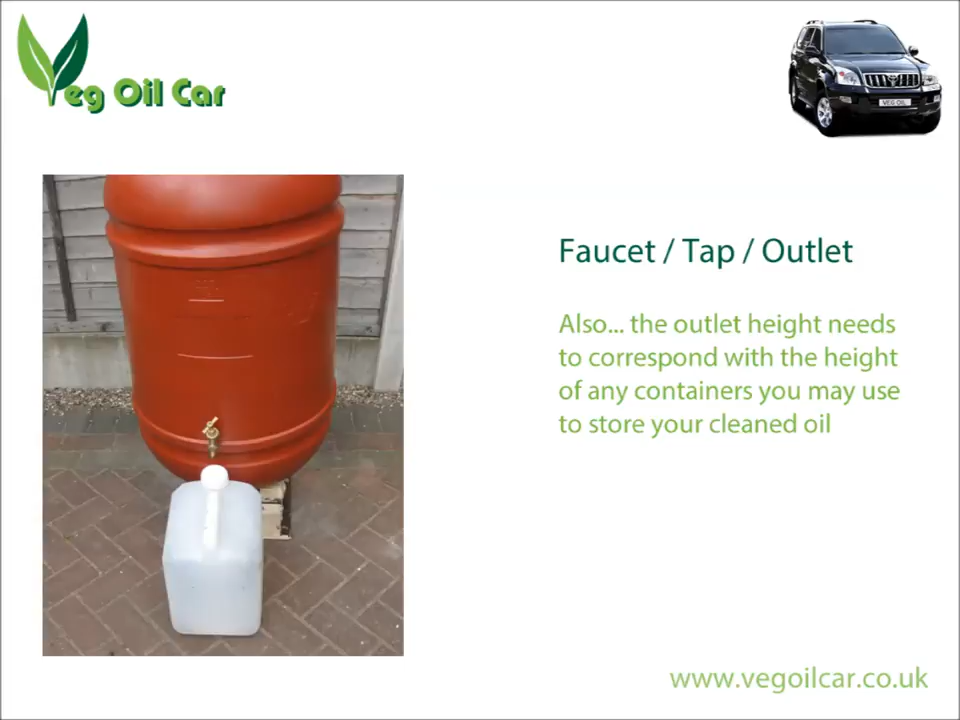 Veg Oil Car
VEG OIL
Faucet / Tap / Outlet
Also... the outlet height needs
to correspond with the height
of any containers you may use
to store your cleaned oil
www.vegoilcar.co.uk